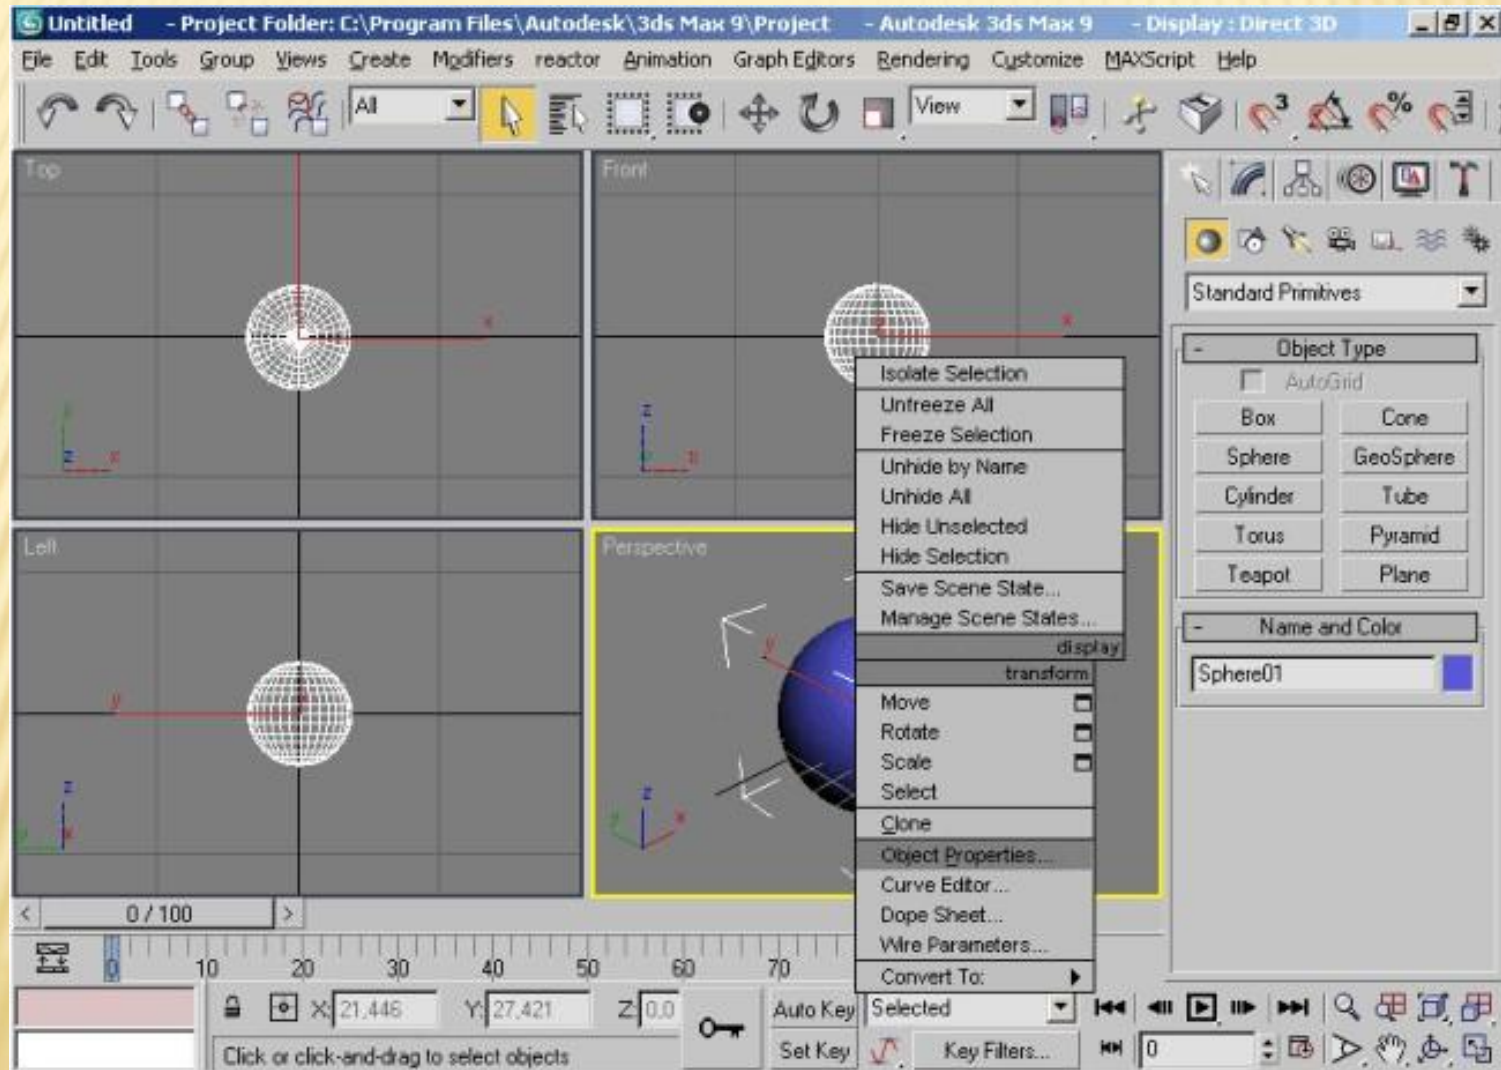 Untitled - Project Folder: C:\Program Files\Autodesk\3ds Max 9\Project - Autodesk 3ds Max 9 - Display : Direct 3D
File Edit Tools Group Views Create Modifiers reactor Animation Graph Editors Rendering Customize MAXScript Help
All
View
3
%
Top
Front
x
x
y
z x
z
x
Standard Primitives
- Object Type
AutoGrid
Box Cone
Sphere GeoSphere
Cylinder Tube
Torus Pyramid
Teapot Plane
- Name and Color
Sphere01
Isolate Selection
Unfreeze All
Freeze Selection
Unhide by Name
Unhide All
Hide Unselected
Hide Selection
Save Scene State...
Manage Scene States...
display
transform
Move
Rotate
Scale
Select
Clone
Object Properties...
Curve Editor...
Dope Sheet...
Wire Parameters...
Convert To:
Left
Perspective
y
y
z
y x
z
y x
< 0 / 100 >
0 10 20 30 40 50 60 70
X: 21,446 Y: 27,421 Z: 0,0
Auto Key Selected
Click or click-and-drag to select objects
Set Key Key Filters... 0